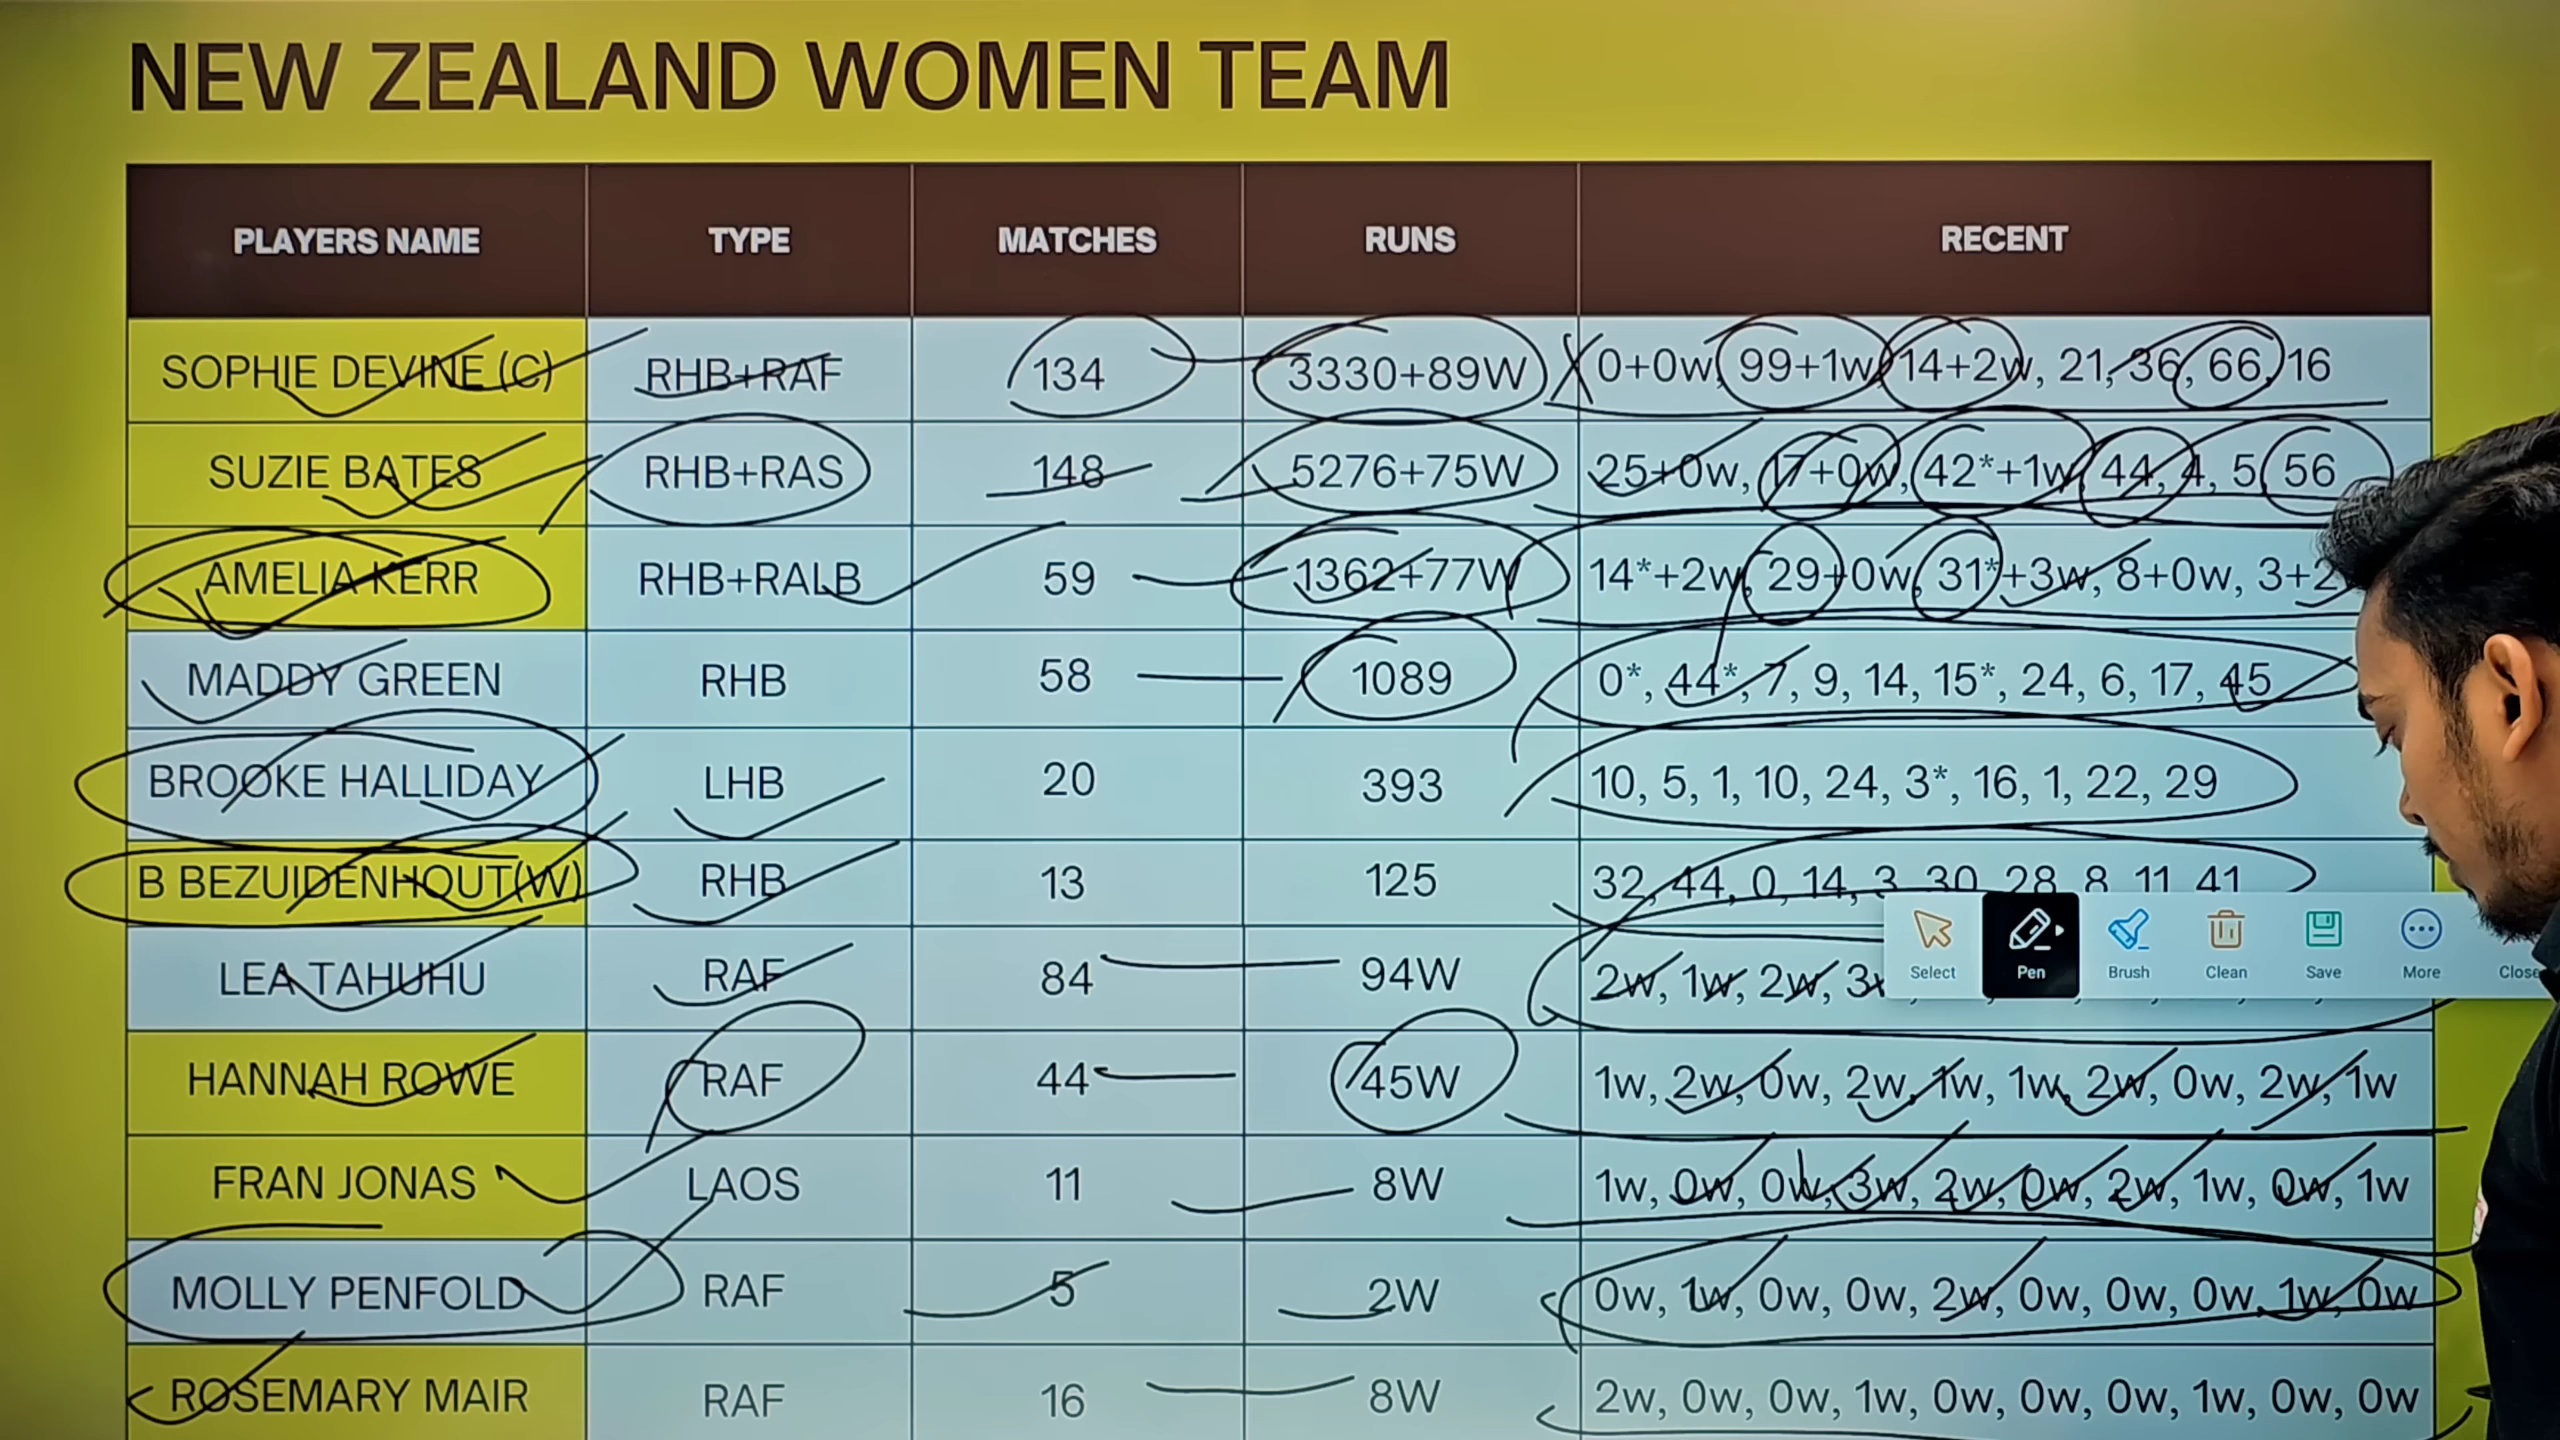 NEW ZEALAND WOMEN TEAM
PLAYERS NAME TYPE MATCHES RUNS RECENT
SOPHIE DEVINE (C) RHB+RAF 134 3330+89W 0+0w, 99+1w, 14+2w, 21, 36, 66, 16
SUZIE BATES RHB+RAS 148 5276+75W 25+0w, 17+0w, 42*+1w, 44, 4, 5, 56
AMELIA KERR RHB+RALB 59 1362+77W 14*+2w, 29+0w, 31*+3w, 8+0w, 3+2
MADDY GREEN RHB 58 1089 0*, 44*, 7, 9, 14, 15*, 24, 6, 17, 45
BROOKE HALLIDAY LHB 20 393 10, 5, 1, 10, 24, 3*, 16, 1, 22, 29
B BEZUIDENHOUT(W) RHB 13 125 32, 44, 0, 14, 3, 30, 28, 8, 11, 41
LEA TAHUHU RAF 84 94W 2w, 1w, 2w,
Select Pen Brush Clean Save More Close
HANNAH ROWE RAF 44 45W 1w, 2w, 0w, 2w, 1w, 1w, 2w, 0w, 2w, 1w
FRAN JONAS LAOS 11 8W 1w, 0w, 0w, 3w, 2w, 0w, 2w, 1w, 0w, 1w
MOLLY PENFOLD RAF 5 2W 0w, 1w, 0w, 0w, 2w, 0w, 0w, 0w, 1w, 0w
ROSEMARY MAIR RAF 16 8W 2w, 0w, 0w, 1w, 0w, 0w, 0w, 1w, 0w, 0w